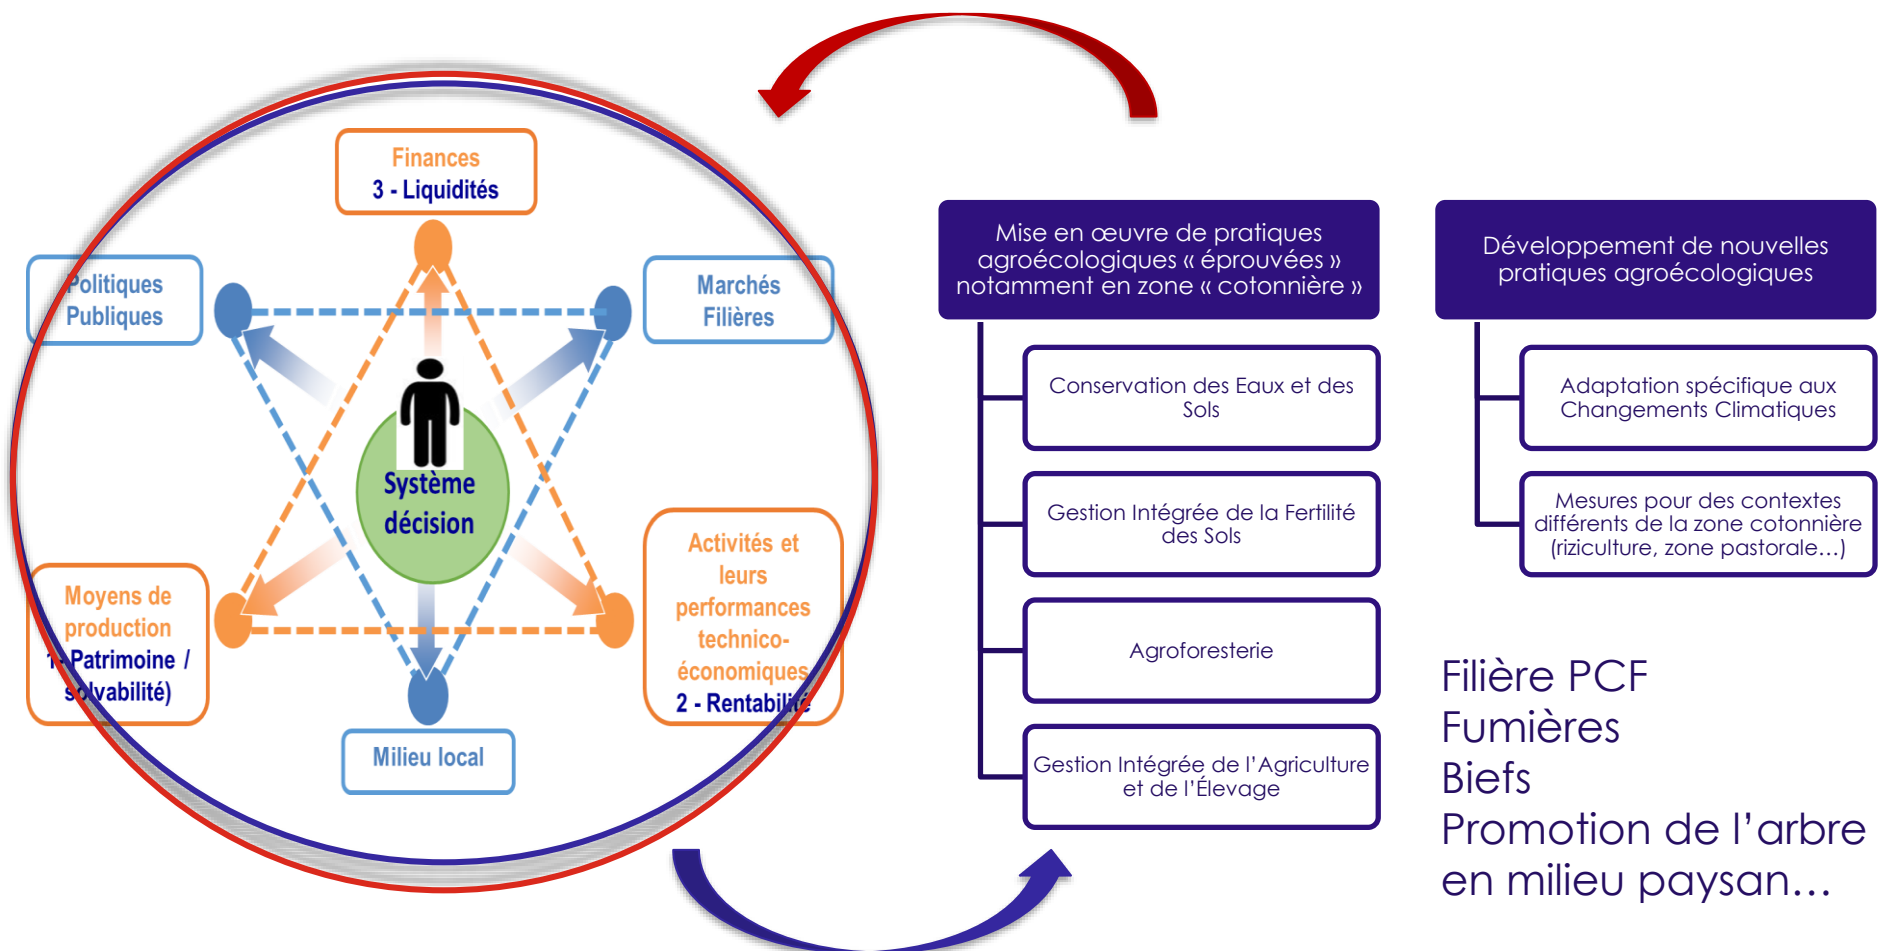 Finances
3 - Liquidités
Politiques
Publiques
Marchés
Filières
Système
décision
Moyens de
production
1- Patrimoine /
solvabilité)
Activités et
leurs
performances
technico-
économiques
2 - Rentabilité
Milieu local
Mise en œuvre de pratiques
agroécologiques « éprouvées »
notamment en zone « cotonnière »
Conservation des Eaux et des
Sols
Gestion Intégrée de la Fertilité
des Sols
Agroforesterie
Gestion Intégrée de l’Agriculture
et de l’Élevage
Développement de nouvelles
pratiques agroécologiques
Adaptation spécifique aux
Changements Climatiques
Mesures pour des contextes
différents de la zone cotonnière
(riziculture, zone pastorale…)
Filière PCF
Fumières
Biefs
Promotion de l’arbre
en milieu paysan…